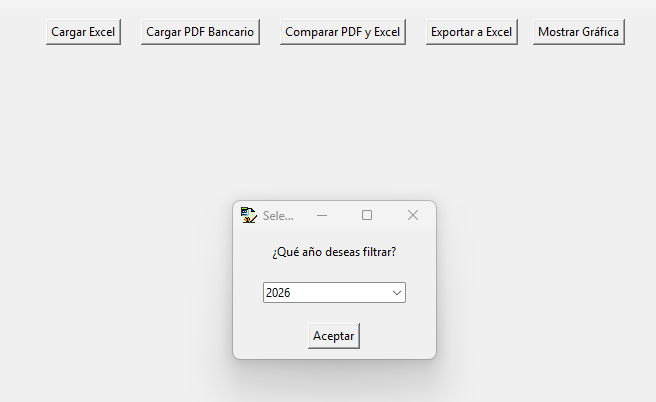 Cargar Excel
Cargar PDF Bancario
Comparar PDF y Excel
Exportar a Excel
Mostrar Gráfica
Sele...
¿Qué año deseas filtrar?
2026
Aceptar